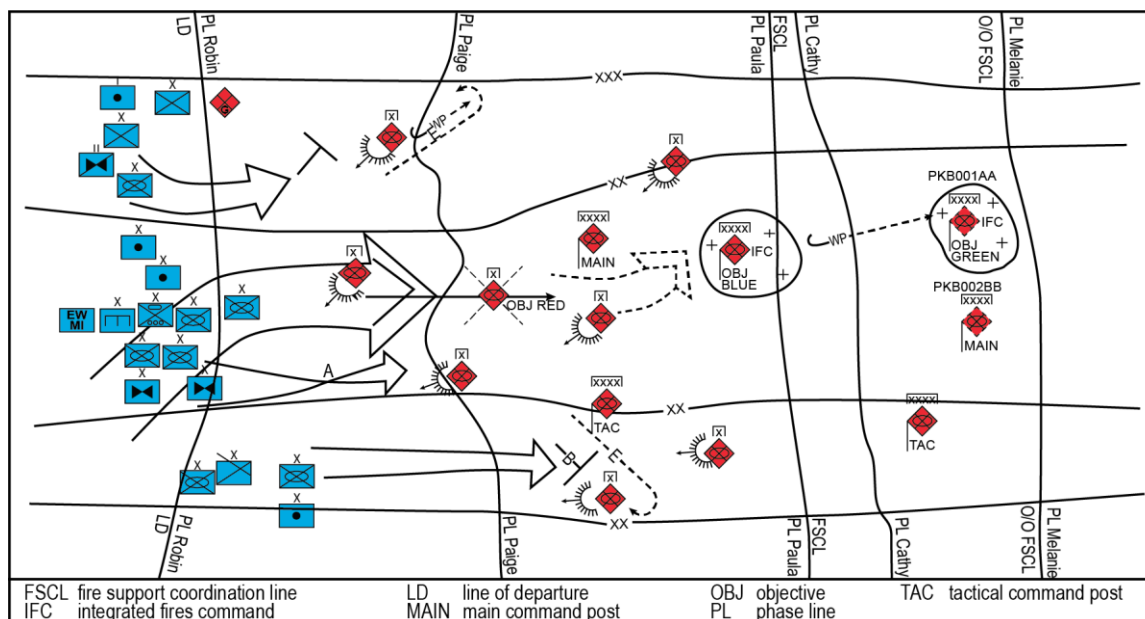 PL Robin
LD
PL Paige
PL Paula
FSCL
PL Cathy
O/O FSCL
PL Melanie
XXX
I
X
G
X
II
X
X
WP
E
X
XX
PKB001AA
XXXX
IFC
OBJ
GREEN
XXXX
MAIN
XXXX
IFC
OBJ
BLUE
WP
X
X
X
X
OBJ RED
X
PKB002BB
XXXX
MAIN
EW
MI
X
X
X
X
X
X
X
X
A
X
XXXX
TAC
XX
XXXX
TAC
X
X
X
B
E
X
X
X
XX
PL Robin
LD
PL Paige
PL Paula
FSCL
PL Cathy
O/O FSCL
PL Melanie
FSCL fire support coordination line
IFC integrated fires command
LD line of departure
MAIN main command post
OBJ objective
PL phase line
TAC tactical command post